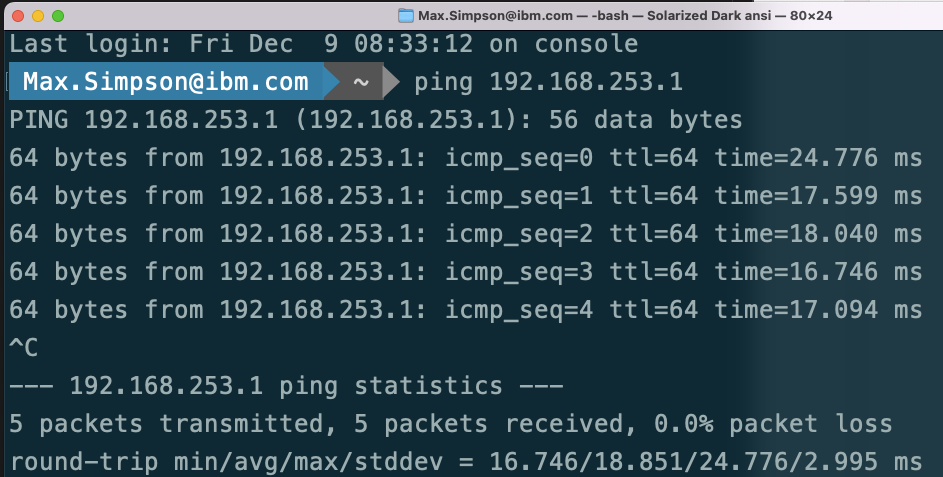 Max.Simpson@ibm.com — -bash — Solarized Dark ansi — 80×24
Last login: Fri Dec  9 08:33:12 on console
Max.Simpson@ibm.com ~ ping 192.168.253.1
PING 192.168.253.1 (192.168.253.1): 56 data bytes
64 bytes from 192.168.253.1: icmp_seq=0 ttl=64 time=24.776 ms
64 bytes from 192.168.253.1: icmp_seq=1 ttl=64 time=17.599 ms
64 bytes from 192.168.253.1: icmp_seq=2 ttl=64 time=18.040 ms
64 bytes from 192.168.253.1: icmp_seq=3 ttl=64 time=16.746 ms
64 bytes from 192.168.253.1: icmp_seq=4 ttl=64 time=17.094 ms
^C
--- 192.168.253.1 ping statistics ---
5 packets transmitted, 5 packets received, 0.0% packet loss
round-trip min/avg/max/stddev = 16.746/18.851/24.776/2.995 ms